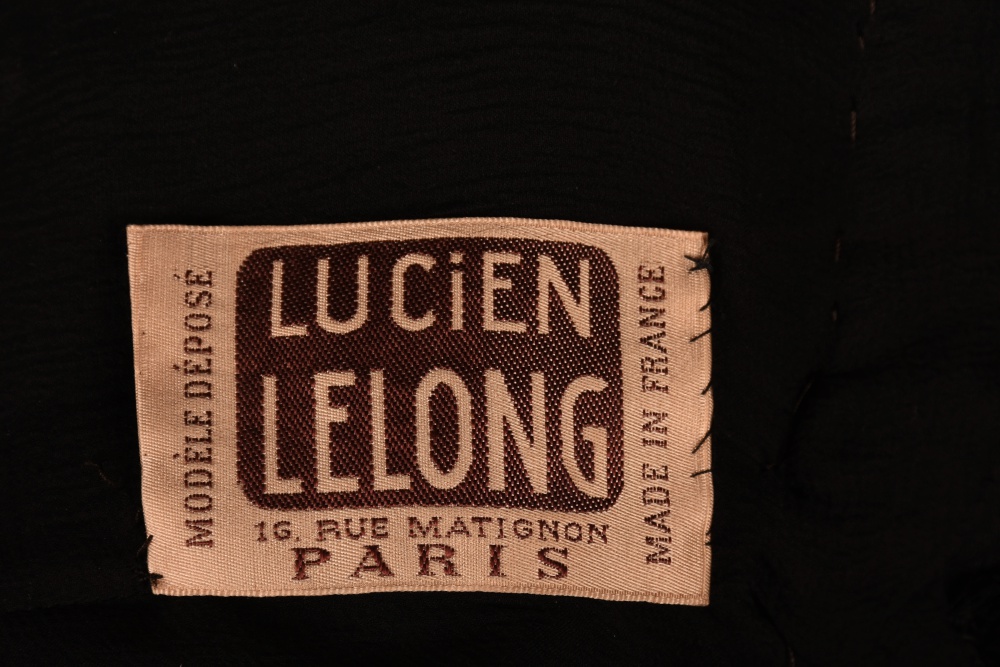 MODÈLE DÉPOSÉ
LUCiEN
LELONG
16, RUE MATIGNON
PARIS
MADE IN FRANCE